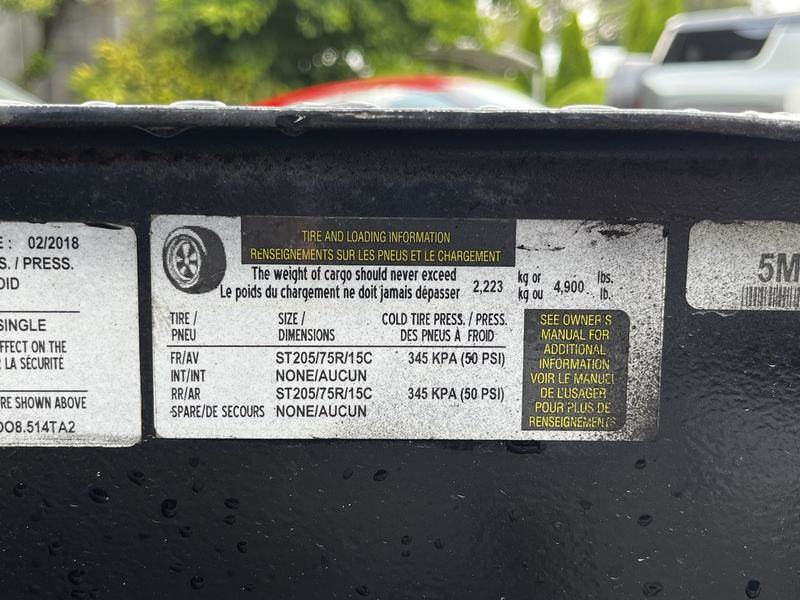 E : 02/2018
S. / PRESS.
OID
SINGLE
FFECT ON THE
R LA SÉCURITÉ
RE SHOWN ABOVE
DO8.514TA2
TIRE AND LOADING INFORMATION
RENSEIGNEMENTS SUR LES PNEUS ET LE CHARGEMENT
The weight of cargo should never exceed
Le poids du chargement ne doit jamais dépasser
2,223
kg or
kg ou
4,900
lbs.
lb.
TIRE / SIZE / COLD TIRE PRESS. / PRESS.
PNEU DIMENSIONS DES PNEUS À FROID
FR/AV ST205/75R/15C 345 KPA (50 PSI)
INT/INT NONE/AUCUN
RR/AR ST205/75R/15C 345 KPA (50 PSI)
SPARE/DE SECOURS NONE/AUCUN
SEE OWNER'S
MANUAL FOR
ADDITIONAL
INFORMATION
VOIR LE MANUEL
DE L'USAGER
POUR PLUS DE
RENSEIGNEMENTS
5M